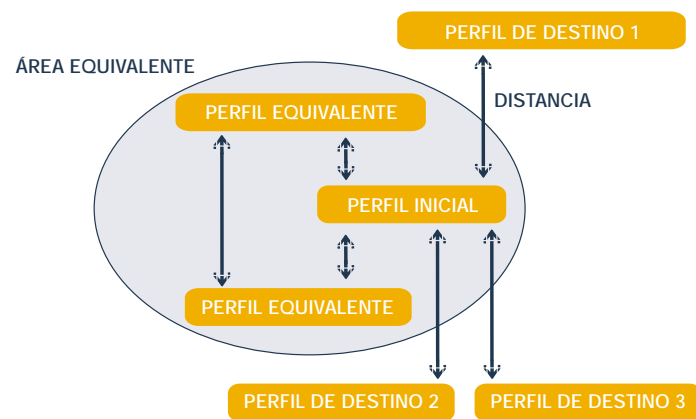 PERFIL DE DESTINO 1
ÁREA EQUIVALENTE
DISTANCIA
PERFIL EQUIVALENTE
PERFIL INICIAL
PERFIL EQUIVALENTE
PERFIL DE DESTINO 2
PERFIL DE DESTINO 3